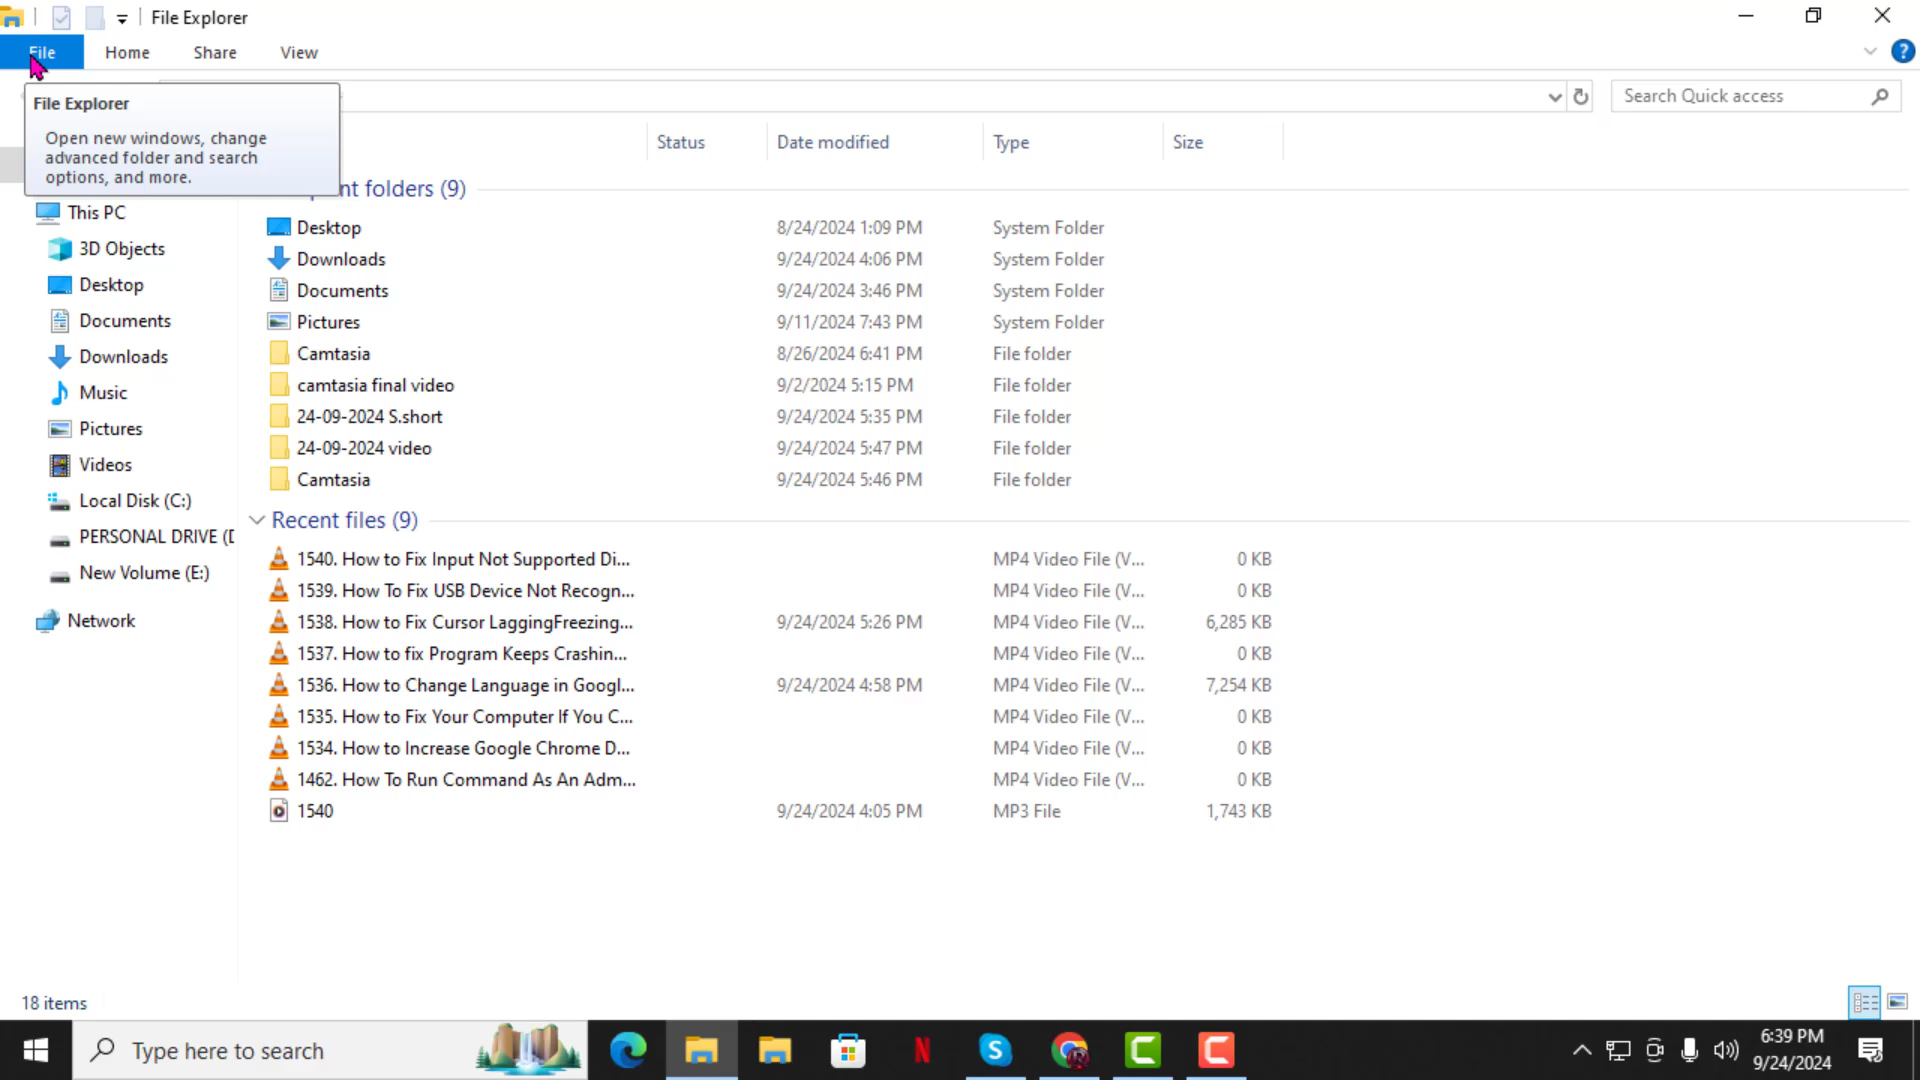 File Explorer
File Home Share View
File Explorer
Open new windows, change
advanced folder and search
options, and more.
Search Quick access
Status Date modified Type Size
nt folders (9)
This PC
3D Objects
Desktop
Documents
Downloads
Music
Pictures
Videos
Local Disk (C:)
PERSONAL DRIVE (D
New Volume (E:)
Network
Desktop 8/24/2024 1:09 PM System Folder
Downloads 9/24/2024 4:06 PM System Folder
Documents 9/24/2024 3:46 PM System Folder
Pictures 9/11/2024 7:43 PM System Folder
Camtasia 8/26/2024 6:41 PM File folder
camtasia final video 9/2/2024 5:15 PM File folder
24-09-2024 S.short 9/24/2024 5:35 PM File folder
24-09-2024 video 9/24/2024 5:47 PM File folder
Camtasia 9/24/2024 5:46 PM File folder
Recent files (9)
1540. How to Fix Input Not Supported Di... MP4 Video File (V... 0 KB
1539. How To Fix USB Device Not Recogn... MP4 Video File (V... 0 KB
1538. How to Fix Cursor LaggingFreezing... 9/24/2024 5:26 PM MP4 Video File (V... 6,285 KB
1537. How to fix Program Keeps Crashin... MP4 Video File (V... 0 KB
1536. How to Change Language in Googl... 9/24/2024 4:58 PM MP4 Video File (V... 7,254 KB
1535. How to Fix Your Computer If You C... MP4 Video File (V... 0 KB
1534. How to Increase Google Chrome D... MP4 Video File (V... 0 KB
1462. How To Run Command As An Adm... MP4 Video File (V... 0 KB
1540 9/24/2024 4:05 PM MP3 File 1,743 KB
18 items
Type here to search
6:39 PM
9/24/2024